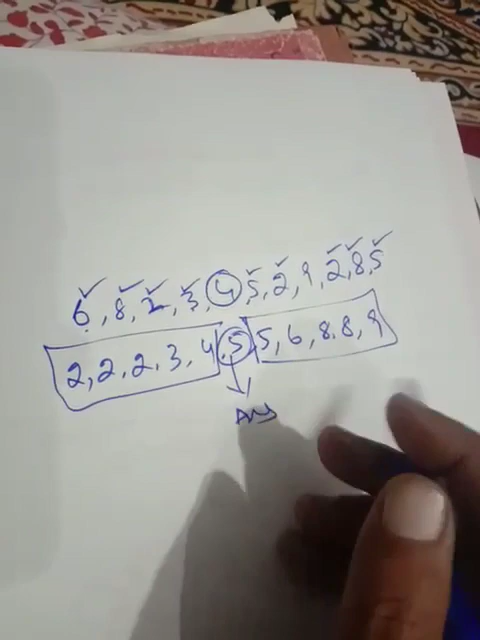 6, 8, 2, 3, 4, 5, 2, 9, 2, 8, 5
2, 2, 2, 3, 4, 5, 5, 6, 8, 8, 9
Ans